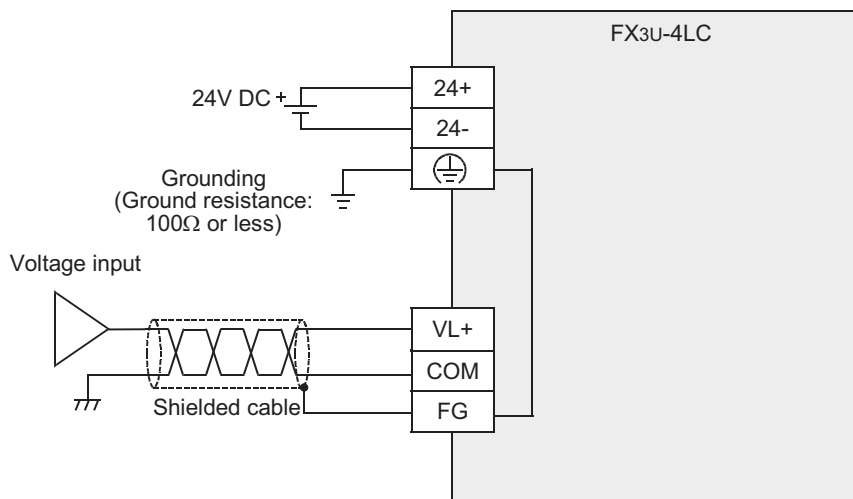 FX3U-4LC
24+
24V DC +
24-
Grounding
(Ground resistance:
100Ω or less)
Voltage input
VL+
COM
Shielded cable
FG